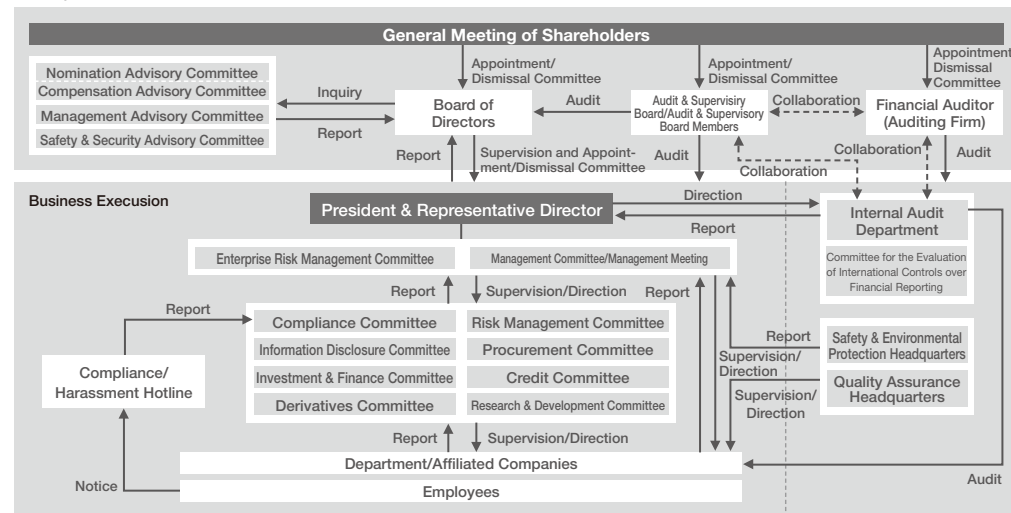 General Meeting of Shareholders
Nomination Advisory Committee
Compensation Advisory Committee
Management Advisory Committee
Safety & Security Advisory Committee
Inquiry
Report
Appointment/
Dismissal Committee
Board of
Directors
Audit
Appointment/
Dismissal Committee
Audit & Supervisiry
Board/Audit & Supervisory
Board Members
Collaboration
Appointment
Dismissal
Committee
Financial Auditor
(Auditing Firm)
Report
Supervision and Appoint-
ment/Dismissal Committee
Audit
Collaboration
Collaboration
Audit
Business Execusion
President & Representative Director
Direction
Report
Internal Audit
Department
Committee for the Evaluation
of International Controls over
Financial Reporting
Enterprise Risk Management Committee
Management Committee/Management Meeting
Report
Supervision/Direction
Report
Report
Compliance Committee
Risk Management Committee
Information Disclosure Committee
Procurement Committee
Investment & Finance Committee
Credit Committee
Derivatives Committee
Research & Development Committee
Compliance/
Harassment Hotline
Report
Supervision/
Direction
Supervision/
Direction
Safety & Environmental
Protection Headquarters
Quality Assurance
Headquarters
Report
Supervision/Direction
Department/Affiliated Companies
Notice
Employees
Audit